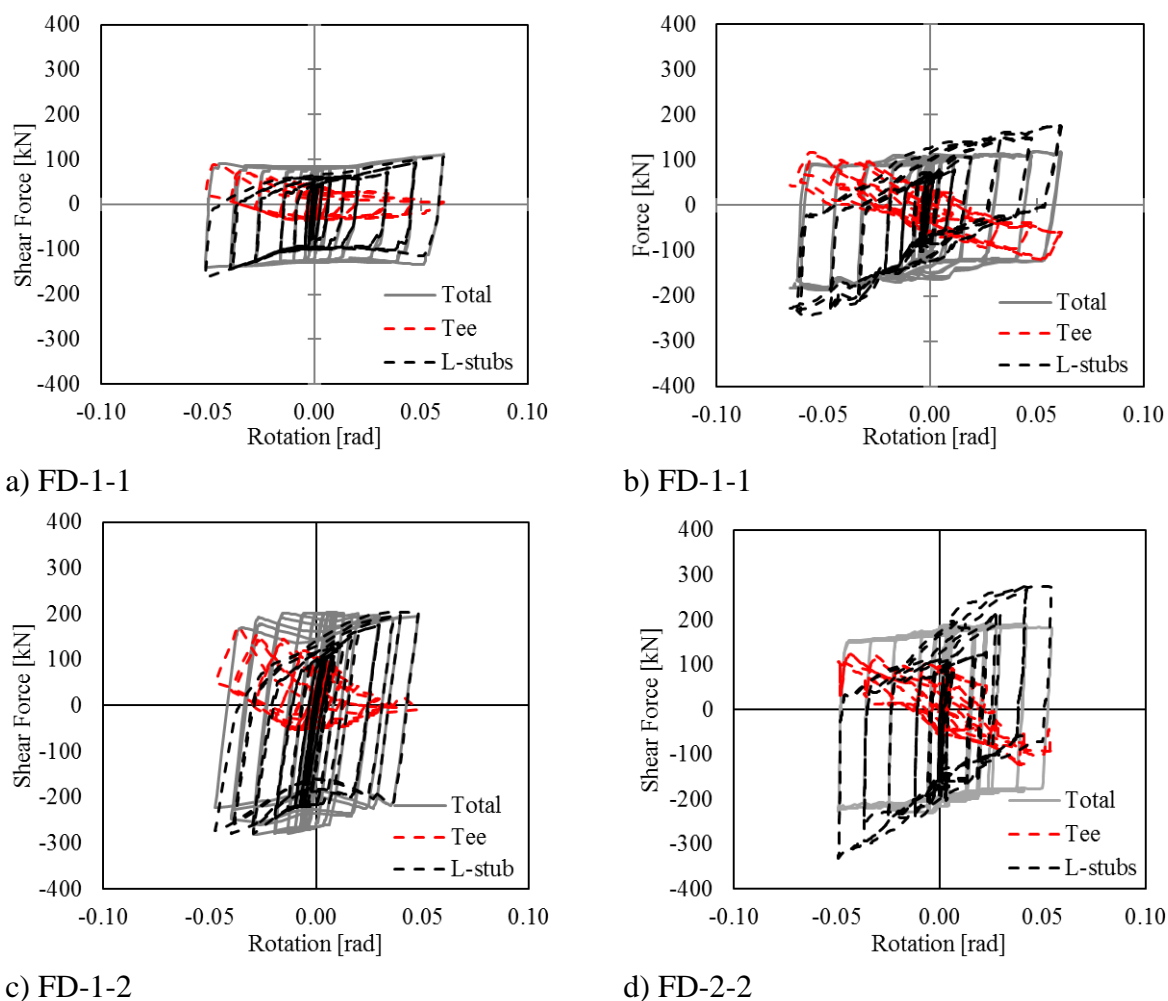 400
300
200
100
0
-100
-200
-300
-400
Shear Force [kN]
Total
Tee
L-stubs
-0.10 -0.05 0.00 0.05 0.10
Rotation [rad]
a) FD-1-1
400
300
200
100
0
-100
-200
-300
-400
Force [kN]
Total
Tee
L-stubs
-0.10 -0.05 0.00 0.05 0.10
Rotation [rad]
b) FD-1-1
400
300
200
100
0
-100
-200
-300
-400
Shear Force [kN]
Total
Tee
L-stub
-0.10 -0.05 0.00 0.05 0.10
Rotation [rad]
c) FD-1-2
400
300
200
100
0
-100
-200
-300
-400
Shear Force [kN]
Total
Tee
L-stubs
-0.10 -0.05 0.00 0.05 0.10
Rotation [rad]
d) FD-2-2